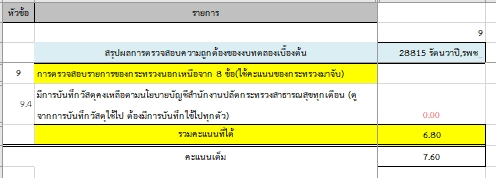 หัวข้อ รายการ
9
สรุปผลการตรวจสอบความถูกต้องของงบทดลองเบื้องต้น 28815 รัตนวาปี,รพช.
9 การตรวจสอบรายการของกระทรวงนอกเหนือจาก 8 ข้อ(ใช้คะแนนของกระทรวงมาจับ)
9.4 มีการบันทึกวัสดุคงเหลือตามนโยบายบัญชีสำนักงานปลัดกระทรวงสาธารณสุขทุกเดือน (ดู
จากการบันทึกวัสดุใช้ไป ต้องมีการบันทึกใช้ไปทุกตัว) 0.00
รวมคะแนนที่ได้ 6.80
คะแนนเต็ม 7.60